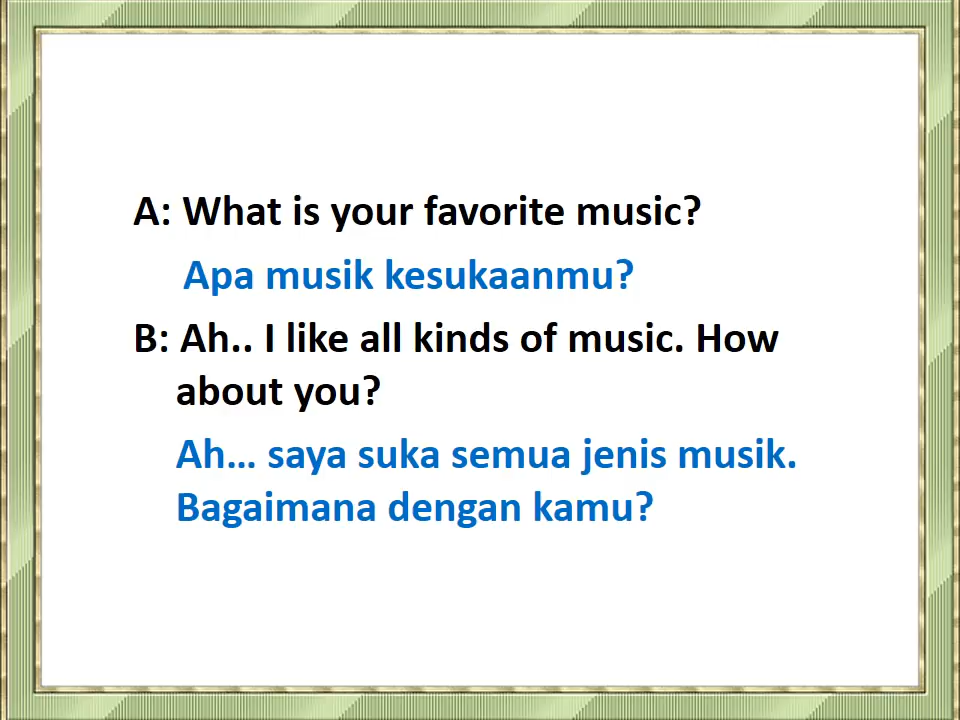 A: What is your favorite music?
Apa musik kesukaanmu?
B: Ah.. I like all kinds of music. How
about you?
Ah… saya suka semua jenis musik.
Bagaimana dengan kamu?